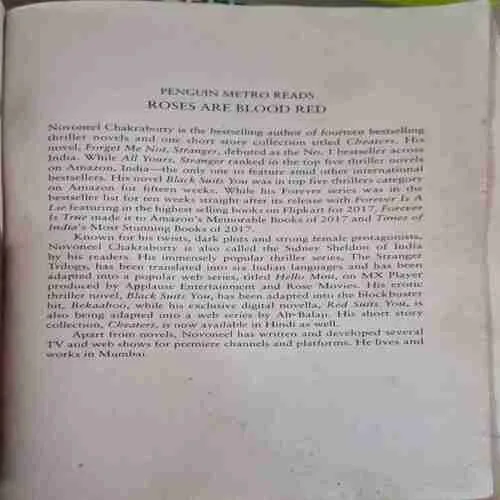 PENGUIN METRO READS
ROSES ARE BLOOD RED
Novoneel Chakraborty is the bestselling author of fourteen bestselling
thriller novels and one short story collection titled Cheaters. His
novel, Forget Me Not, Stranger, debuted as the No. 1 bestseller across
India. While All Yours, Stranger ranked in the top five thriller novels
on Amazon, India—the only one to feature amid other international
bestsellers. His novel Black Suits You was in top five thrillers category
on Amazon for fifteen weeks. While his Forever series was in the
bestseller list for ten weeks straight after its release with Forever Is A
Lie featuring in the highest selling books on Flipkart for 2017, Forever
Is True made it to Amazon's Memorable Books of 2017 and Times of
India's Most Stunning Books of 2017.
Known for his twists, dark plots and strong female protagonists,
Novoneel Chakraborty is also called the Sidney Sheldon of India
by his readers. His immensely popular thriller series, The Stranger
Trilogy, has been translated into six Indian languages and has been
adapted into a popular web series, titled Hello Mini, on MX Player
produced by Applause Entertainment and Rose Movies. His erotic
thriller novel, Black Suits You, has been adapted into the blockbuster
hit, Bekaaboo, while his exclusive digital novella, Red Suits You, is
also being adapted into a web series by Alt-Balaji. His short story
collection, Cheaters, is now available in Hindi as well.
Apart from novels, Novoneel has written and developed several
TV and web shows for premiere channels and platforms. He lives and
works in Mumbai.